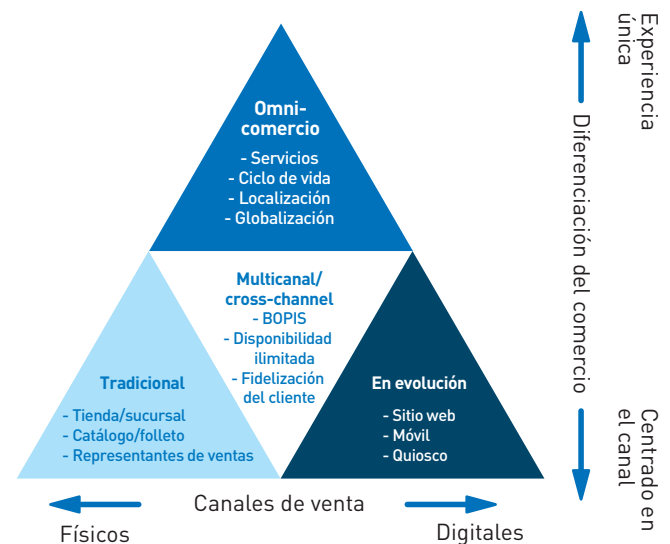 Omni-
comercio
- Servicios
- Ciclo de vida
- Localización
- Globalización
Multicanal/
cross-channel
- BOPIS
- Disponibilidad
ilimitada
- Fidelización
del cliente
Tradicional
- Tienda/sucursal
- Catálogo/folleto
- Representantes de ventas
En evolución
- Sitio web
- Móvil
- Quiosco
Canales de venta
Físicos
Digitales
Experiencia
única
Diferenciación del comercio
Centrado en
el canal